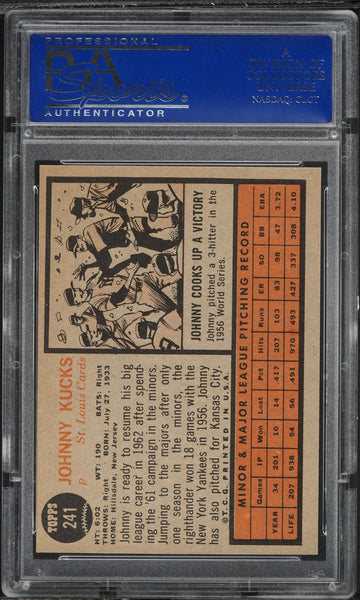 PROFESSIONAL
PSA
Sports
®
AUTHENTICATOR
A
DIVISION OF
COLLECTORS
UNIVERSE
NASDAQ: CLCT
TOPPS
241
JOHNNY KUCKS
P St. Louis Cards
HT: 6:02 WT: 190 BATS: Right
THROWS: Right BORN: July 27, 1933
HOME: Hillsdale, New Jersey
Johnny is ready to resume his big
league career in 1962 after spend-
ing the 61 campaign in the minors.
Jumping to the majors after only
one season in the minors, the
righthander won 18 games with the
New York Yankees in 1956. Johnny
has also pitched for Kansas City.
©T.C.G. PRINTED IN U.S.A.
JOHNNY COOKS UP A VICTORY
Johnny pitched a 3-hitter in the
1956 World Series.
MINOR & MAJOR LEAGUE PITCHING RECORD
Games IP Won Lost Pct Hits Runs ER SO BB ERA
YEAR 34 201 10 14 .417 207 103 83 98 47 3.72
LIFE 207 938 54 56 .491 970 493 427 337 308 4.10